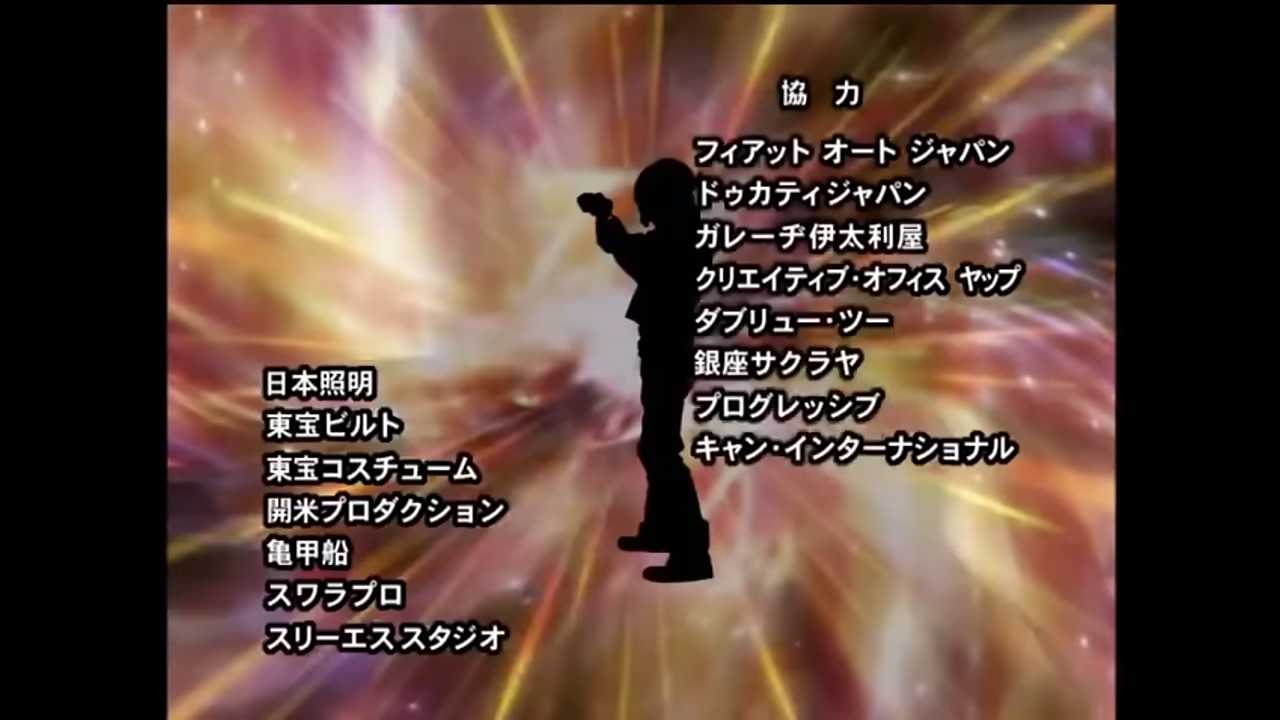 協 力
フィアット オート ジャパン
ドゥカティジャパン
ガレーヂ伊太利屋
クリエイティブ・オフィス ヤップ
ダブリュー・ツー
銀座サクラヤ
プログレッシブ
キャン・インターナショナル
日本照明
東宝ビルト
東宝コスチューム
開米プロダクション
亀甲船
スワラプロ
スリーエススタジオ